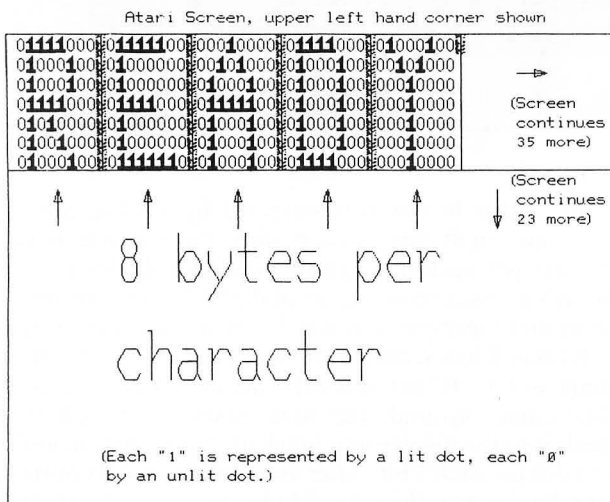 Atari Screen, upper left hand corner shown
01111000 01111100 00010000 01111000 01000100
01000100 01000000 00101000 01000100 00101000
01000100 01000000 01000100 01000100 00010000
01111000 01111000 01111100 01000100 00010000
01010000 01000000 01000100 01000100 00010000
01001000 01000000 01000100 01000100 00010000
01000100 01111110 01000100 01111000 00010000
(Screen
continues
35 more)
(Screen
continues
23 more)
8 bytes per
character
(Each "1" is represented by a lit dot, each "0"
by an unlit dot.)